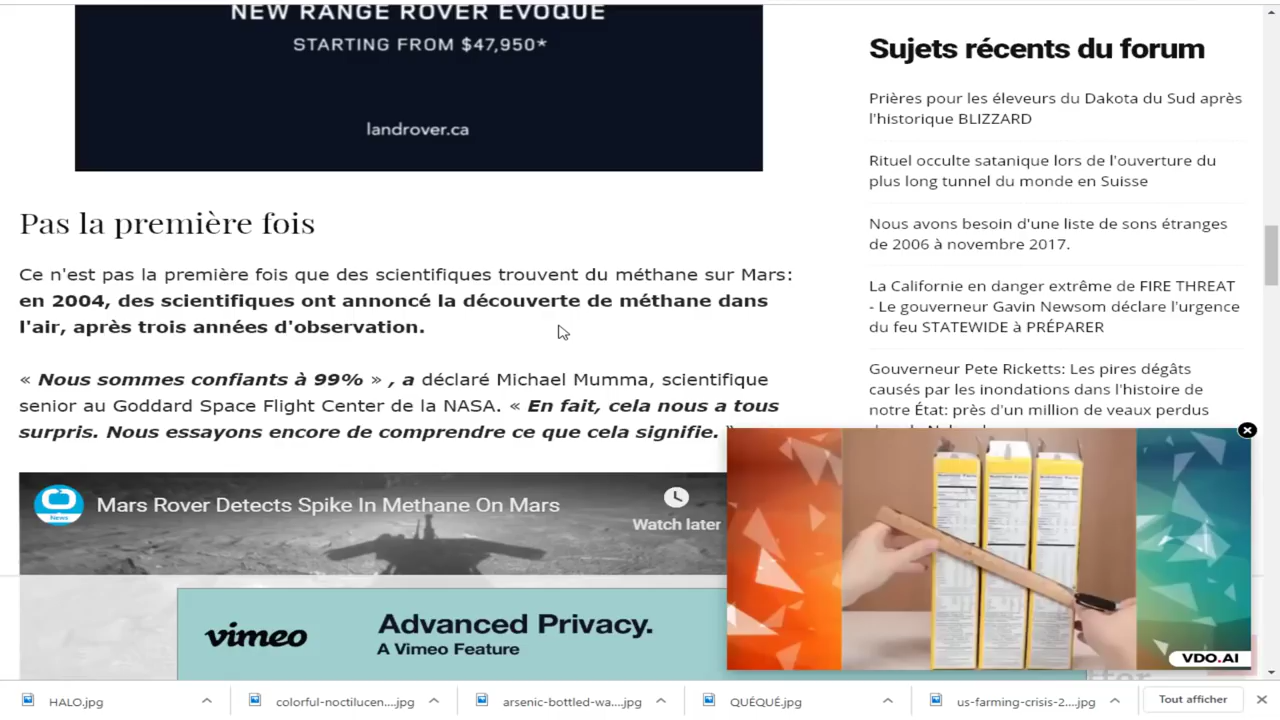 NEW RANGE ROVER EVOQUE
STARTING FROM $47,950*
landrover.ca
Pas la première fois
Ce n'est pas la première fois que des scientifiques trouvent du méthane sur Mars:
en 2004, des scientifiques ont annoncé la découverte de méthane dans
l'air, après trois années d'observation.
« Nous sommes confiants à 99% » , a déclaré Michael Mumma, scientifique
senior au Goddard Space Flight Center de la NASA. « En fait, cela nous a tous
surpris. Nous essayons encore de comprendre ce que cela signifie. »
NEWS
Mars Rover Detects Spike In Methane On Mars
Watch later
vimeo
Advanced Privacy.
A Vimeo Feature
Sujets récents du forum
Prières pour les éleveurs du Dakota du Sud après
l'historique BLIZZARD
Rituel occulte satanique lors de l'ouverture du
plus long tunnel du monde en Suisse
Nous avons besoin d'une liste de sons étranges
de 2006 à novembre 2017.
La Californie en danger extrême de FIRE THREAT
- Le gouverneur Gavin Newsom déclare l'urgence
du feu STATEWIDE à PRÉPARER
Gouverneur Pete Ricketts: Les pires dégâts
causés par les inondations dans l'histoire de
notre État: près d'un million de veaux perdus
VDO.AI
HALO.jpg
colorful-noctilucen....jpg
arsenic-bottled-wa....jpg
QUÉQUÉ.jpg
us-farming-crisis-2....jpg
Tout afficher